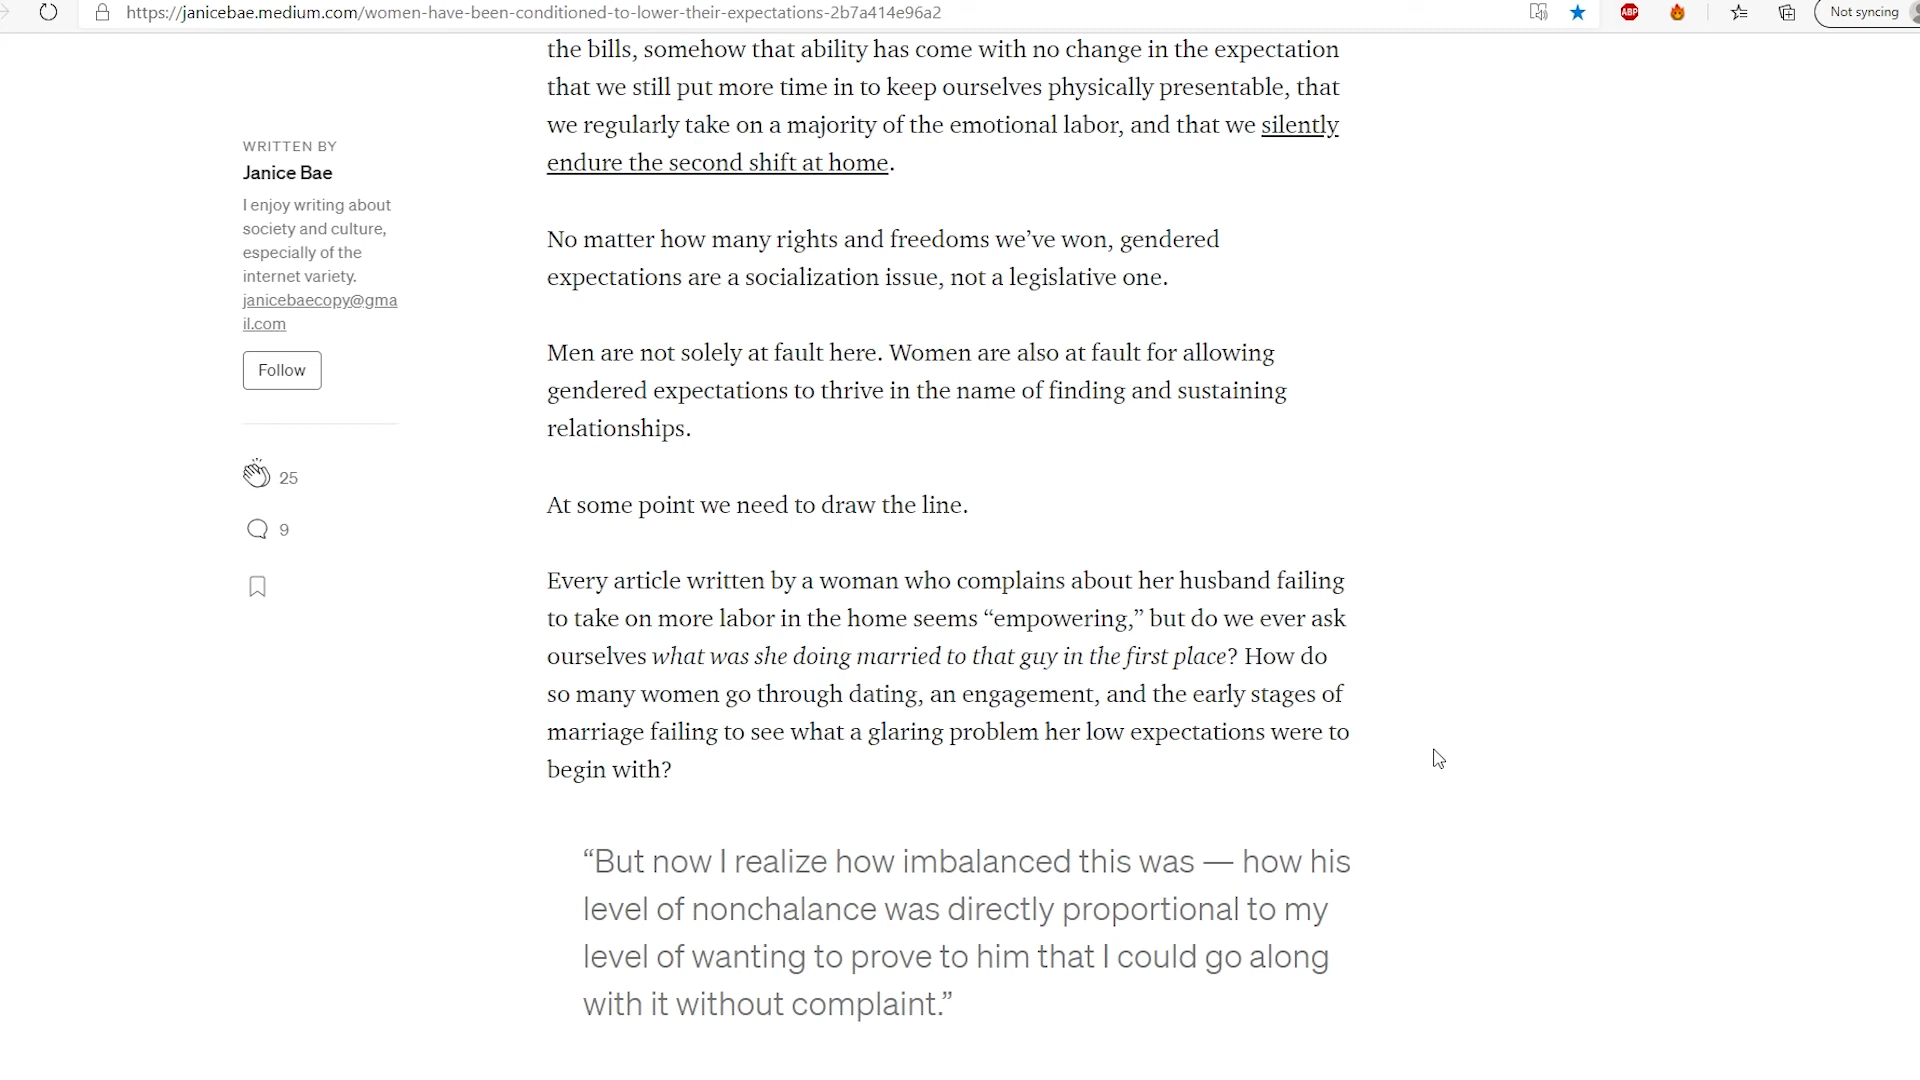 https://janicebae.medium.com/women-have-been-conditioned-to-lower-their-expectations-2b7a414e96a2
ABP
Not syncing
WRITTEN BY
Janice Bae
I enjoy writing about
society and culture,
especially of the
internet variety.
janicebaecopy@gma
il.com
Follow
25
9
the bills, somehow that ability has come with no change in the expectation
that we still put more time in to keep ourselves physically presentable, that
we regularly take on a majority of the emotional labor, and that we silently
endure the second shift at home.
No matter how many rights and freedoms we’ve won, gendered
expectations are a socialization issue, not a legislative one.
Men are not solely at fault here. Women are also at fault for allowing
gendered expectations to thrive in the name of finding and sustaining
relationships.
At some point we need to draw the line.
Every article written by a woman who complains about her husband failing
to take on more labor in the home seems “empowering,” but do we ever ask
ourselves what was she doing married to that guy in the first place? How do
so many women go through dating, an engagement, and the early stages of
marriage failing to see what a glaring problem her low expectations were to
begin with?
“But now I realize how imbalanced this was — how his
level of nonchalance was directly proportional to my
level of wanting to prove to him that I could go along
with it without complaint.”